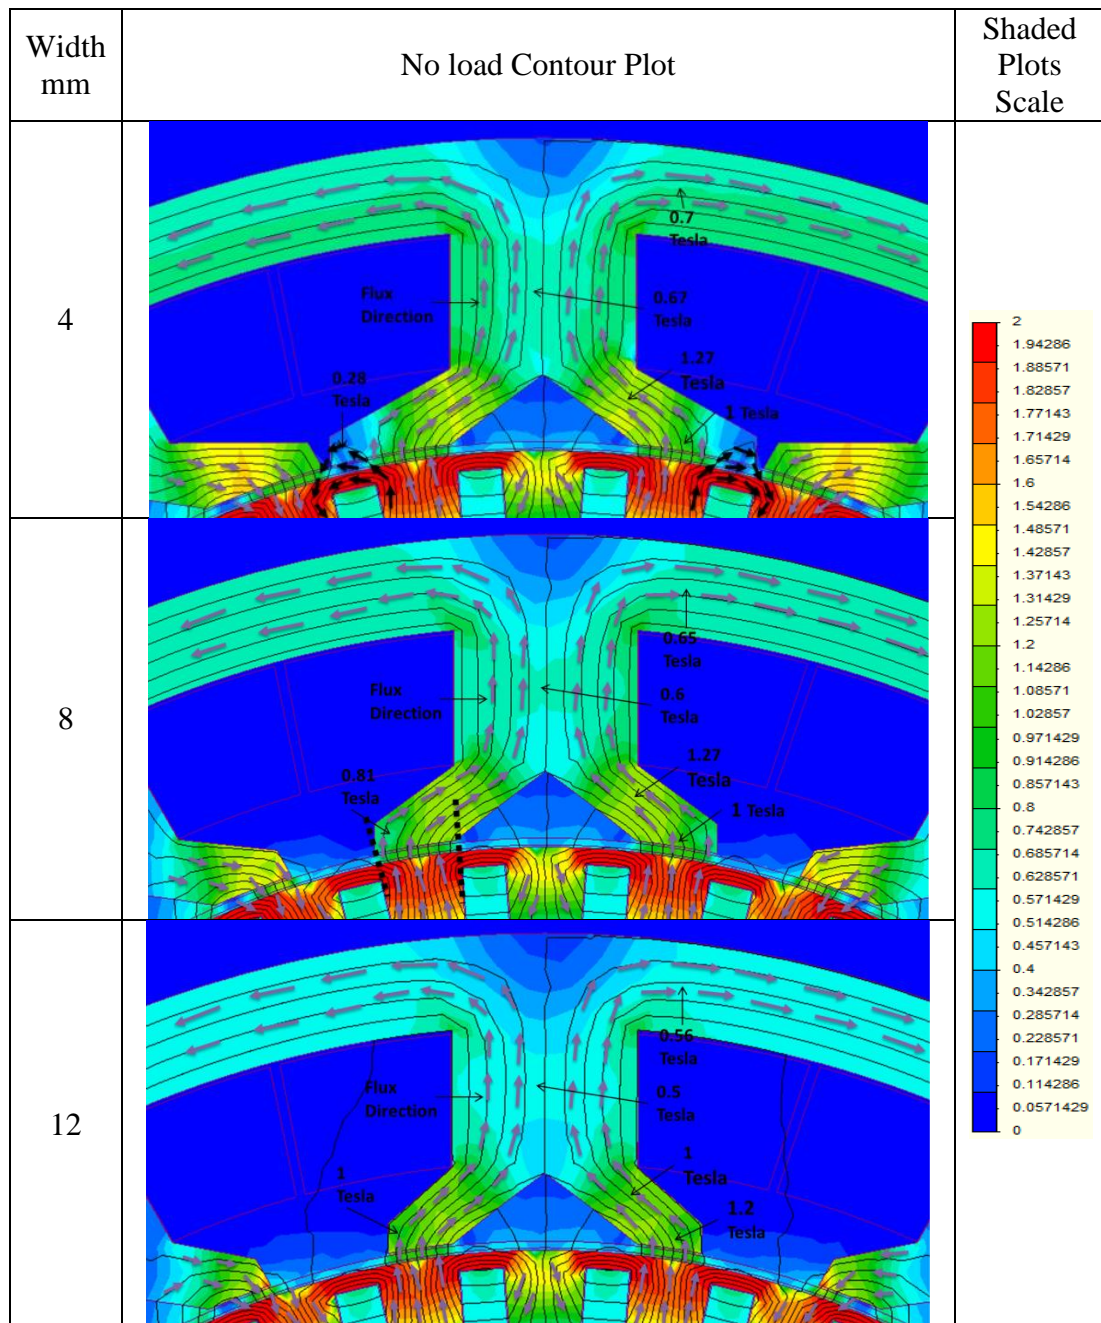 Width
mm
No load Contour Plot
Shaded
Plots
Scale
4
0.7
Tesla
Flux
Direction
0.67
Tesla
1.27
Tesla
0.28
Tesla
1 Tesla
8
0.65
Tesla
Flux
Direction
0.6
Tesla
1.27
Tesla
0.81
Tesla
1 Tesla
12
0.56
Tesla
Flux
Direction
0.5
Tesla
1
Tesla
1
Tesla
1.2
Tesla
2
1.94286
1.88571
1.82857
1.77143
1.71429
1.65714
1.6
1.54286
1.48571
1.42857
1.37143
1.31429
1.25714
1.2
1.14286
1.08571
1.02857
0.971429
0.914286
0.857143
0.8
0.742857
0.685714
0.628571
0.571429
0.514286
0.457143
0.4
0.342857
0.285714
0.228571
0.171429
0.114286
0.0571429
0